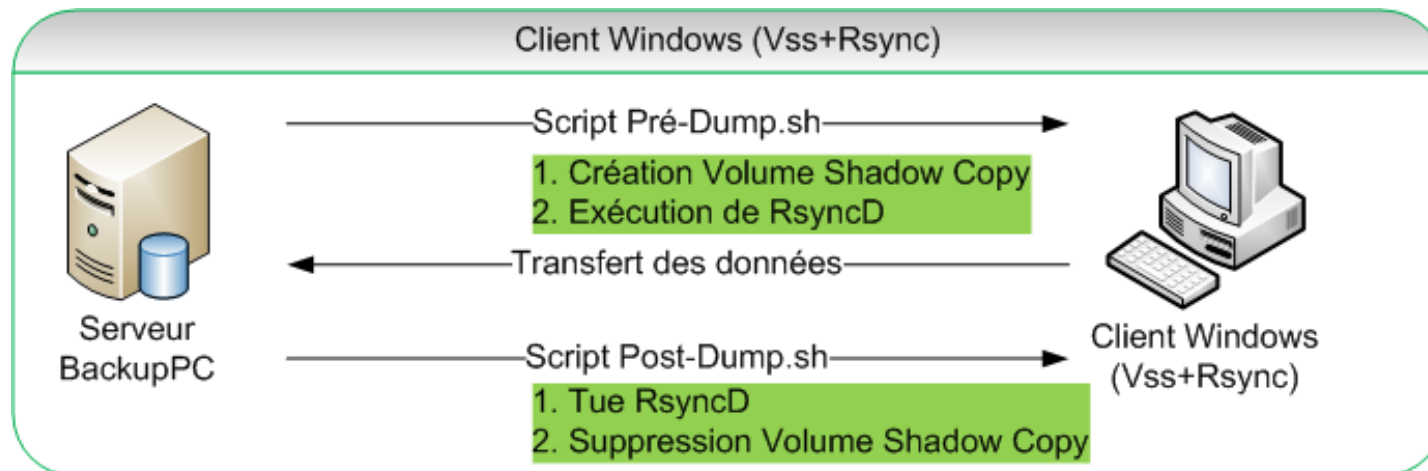 Client Windows (Vss+Rsync)
Script Pré-Dump.sh
1. Création Volume Shadow Copy
2. Exécution de RsyncD
Transfert des données
Serveur
BackupPC
Client Windows
(Vss+Rsync)
Script Post-Dump.sh
1. Tue RsyncD
2. Suppression Volume Shadow Copy